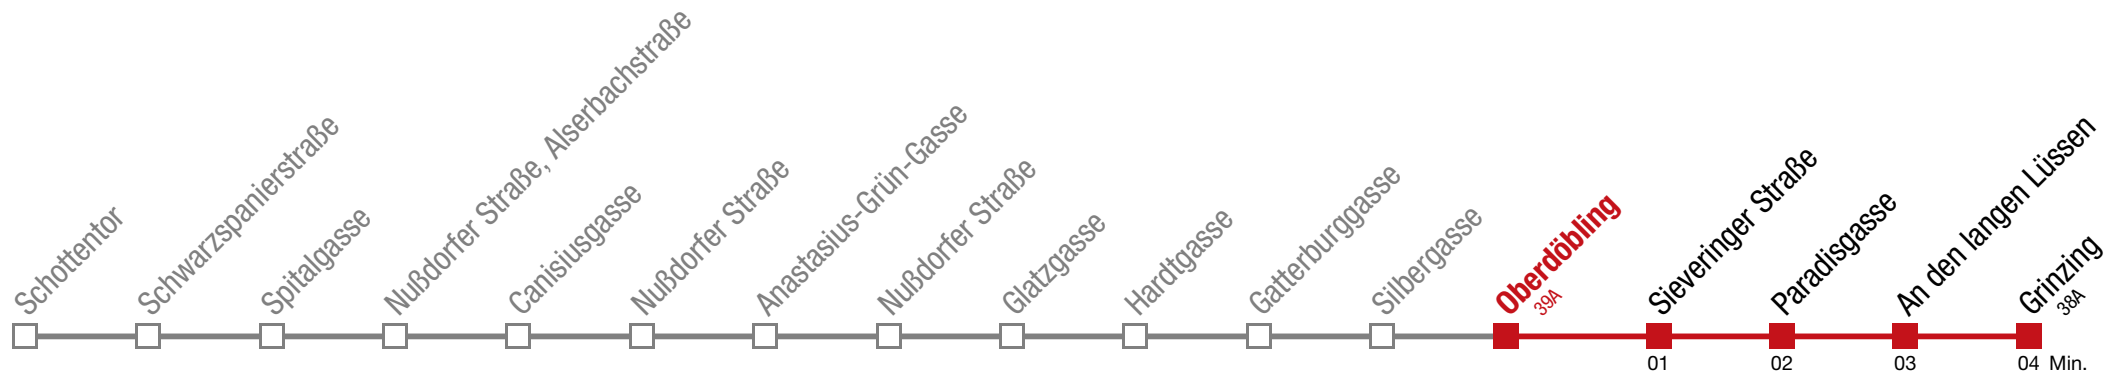 Schottentor
Schwarzspanierstraße
Spitalgasse
Nußdorfer Straße, Alserbachstraße
Canisiusgasse
Nußdorfer Straße
Anastasius-Grün-Gasse
Nußdorfer Straße
Glatzgasse
Hardtgasse
Gatterburggasse
Silbergasse
Oberdöbling
39A
Sieveringer Straße
Paradisgasse
An den langen Lüssen
Grinzing
38A
01 02 03 04 Min.